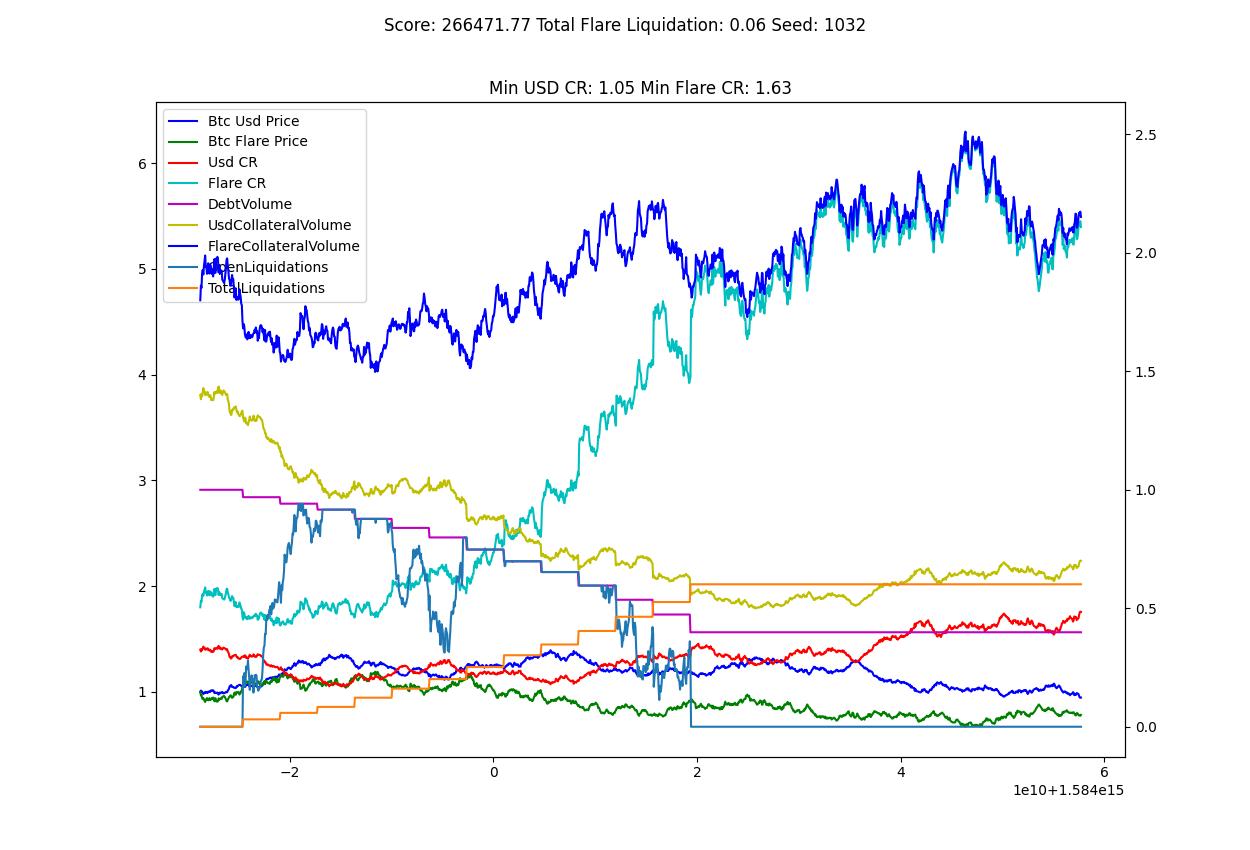 Score: 266471.77 Total Flare Liquidation: 0.06 Seed: 1032
Min USD CR: 1.05 Min Flare CR: 1.63
Btc Usd Price
Btc Flare Price
Usd CR
Flare CR
DebtVolume
UsdCollateralVolume
FlareCollateralVolume
OpenLiquidations
TotalLiquidations
6
5
4
3
2
1
2.5
2.0
1.5
1.0
0.5
0.0
−2
0
2
4
6
1e10+1.584e15